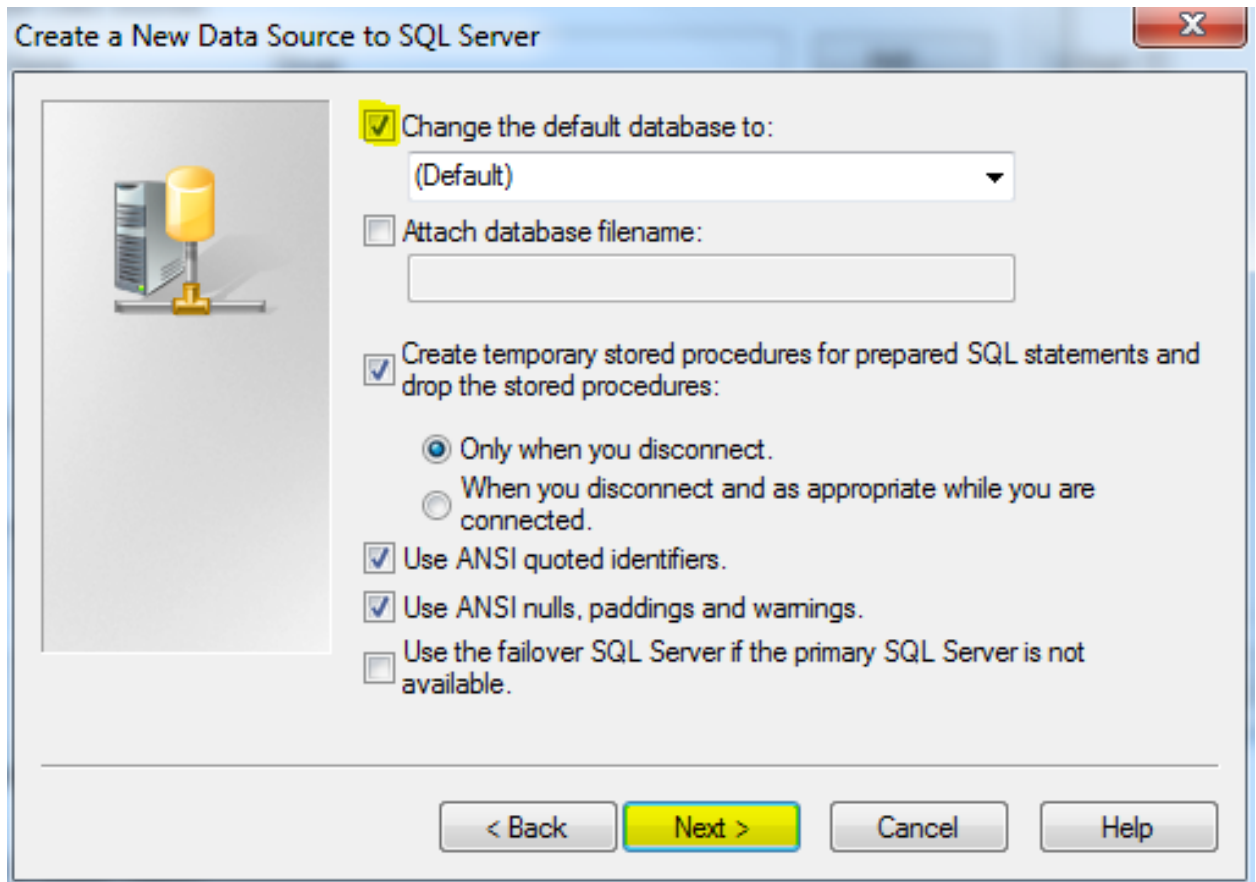 Create a New Data Source to SQL Server
Change the default database to:
(Default)
Attach database filename:
Create temporary stored procedures for prepared SQL statements and
drop the stored procedures:
Only when you disconnect.
When you disconnect and as appropriate while you are
connected.
Use ANSI quoted identifiers.
Use ANSI nulls, paddings and warnings.
Use the failover SQL Server if the primary SQL Server is not
available.
< Back Next > Cancel Help